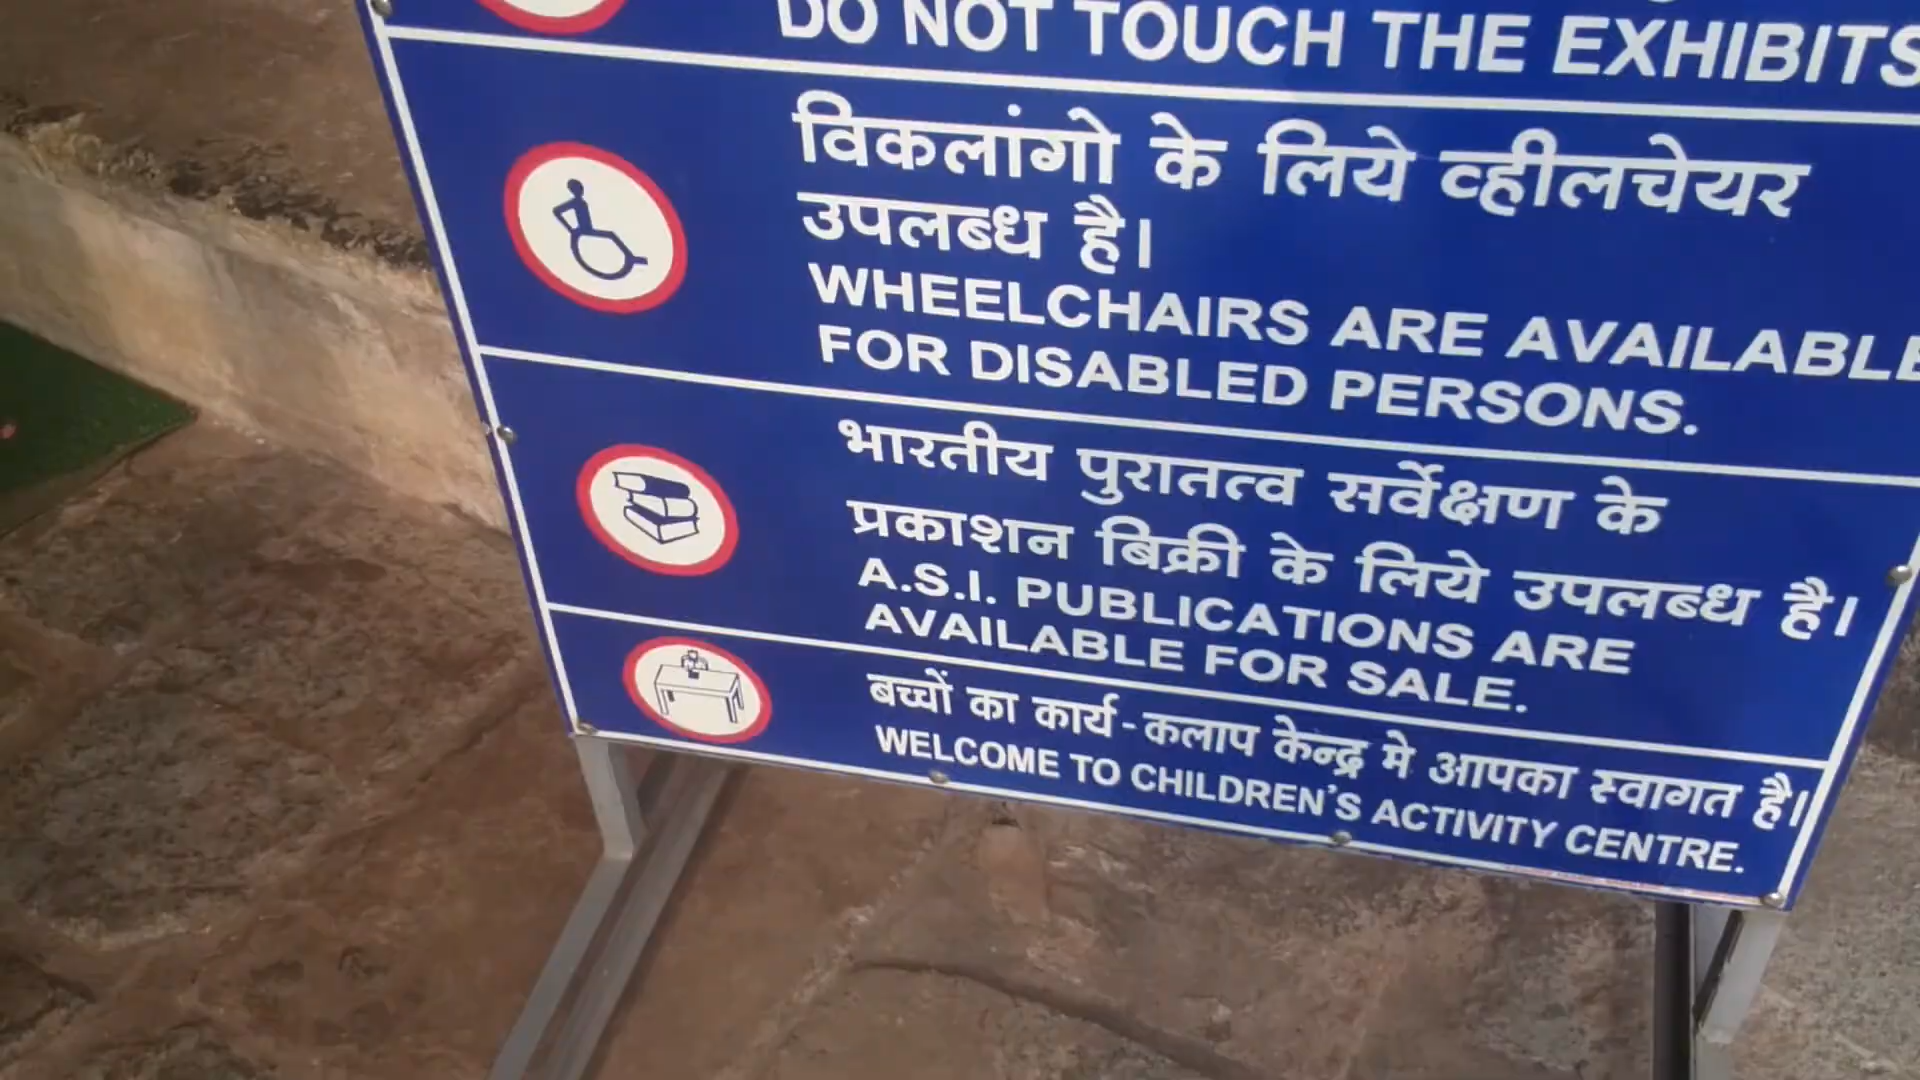 DO NOT TOUCH THE EXHIBITS
विकलांगो के लिये व्हीलचेयर
उपलब्ध है।
WHEELCHAIRS ARE AVAILABLE
FOR DISABLED PERSONS.
भारतीय पुरातत्व सर्वेक्षण के
प्रकाशन बिक्री के लिये उपलब्ध है।
A.S.I. PUBLICATIONS ARE
AVAILABLE FOR SALE.
बच्चों का कार्य-कलाप केन्द्र मे आपका स्वागत है।
WELCOME TO CHILDREN'S ACTIVITY CENTRE.